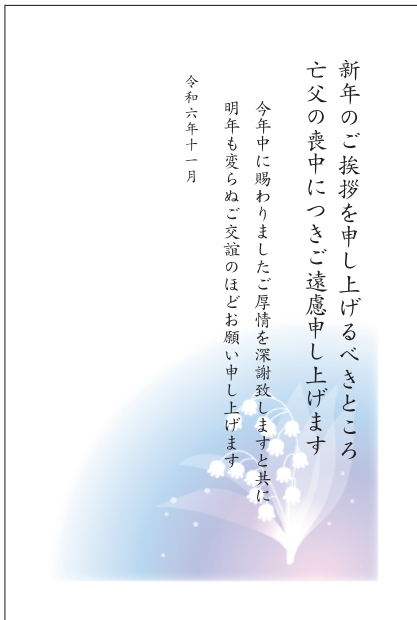 新年のご挨拶を申し上げるべきところ
亡父の喪中につきご遠慮申し上げます
今年中に賜わりましたご厚情を深謝致しますと共に
明年も変らぬご交誼のほどお願い申し上げます
令和六年十一月